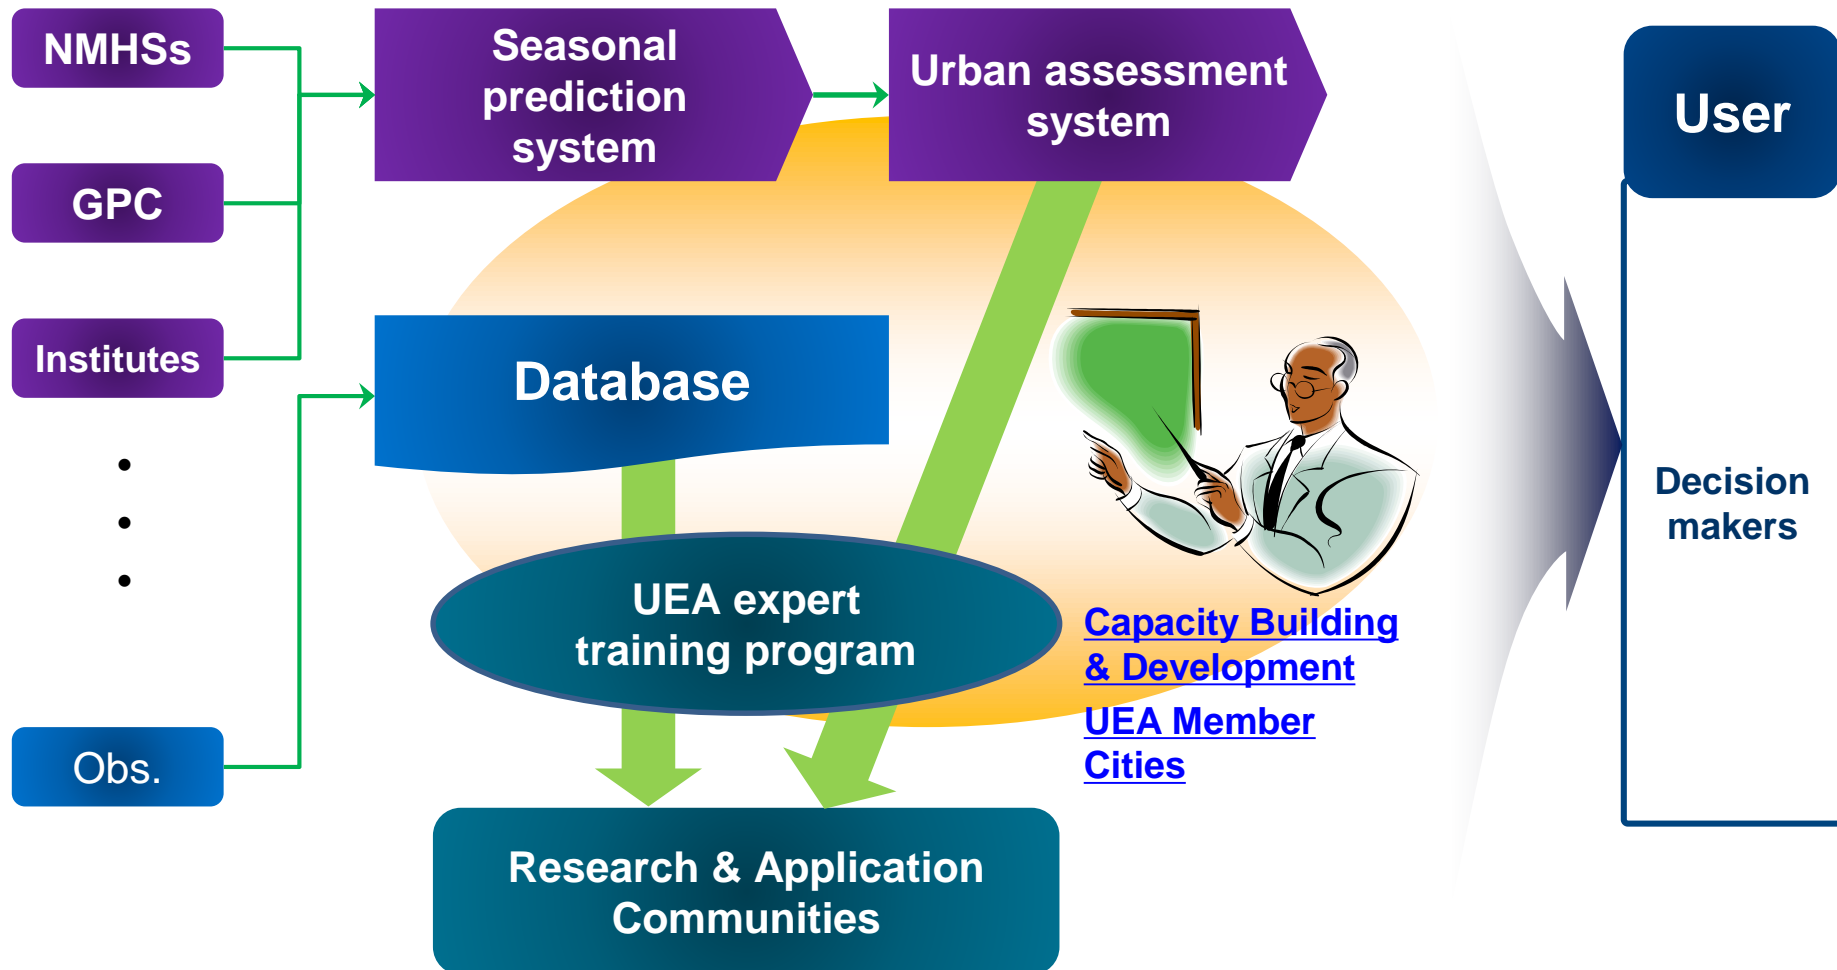 NMHSs
GPC
Institutes
Obs.
Seasonal
prediction
system
Urban assessment
system
Database
UEA expert
training program
Capacity Building
& Development
UEA Member
Cities
Research & Application
Communities
User
Decision
makers